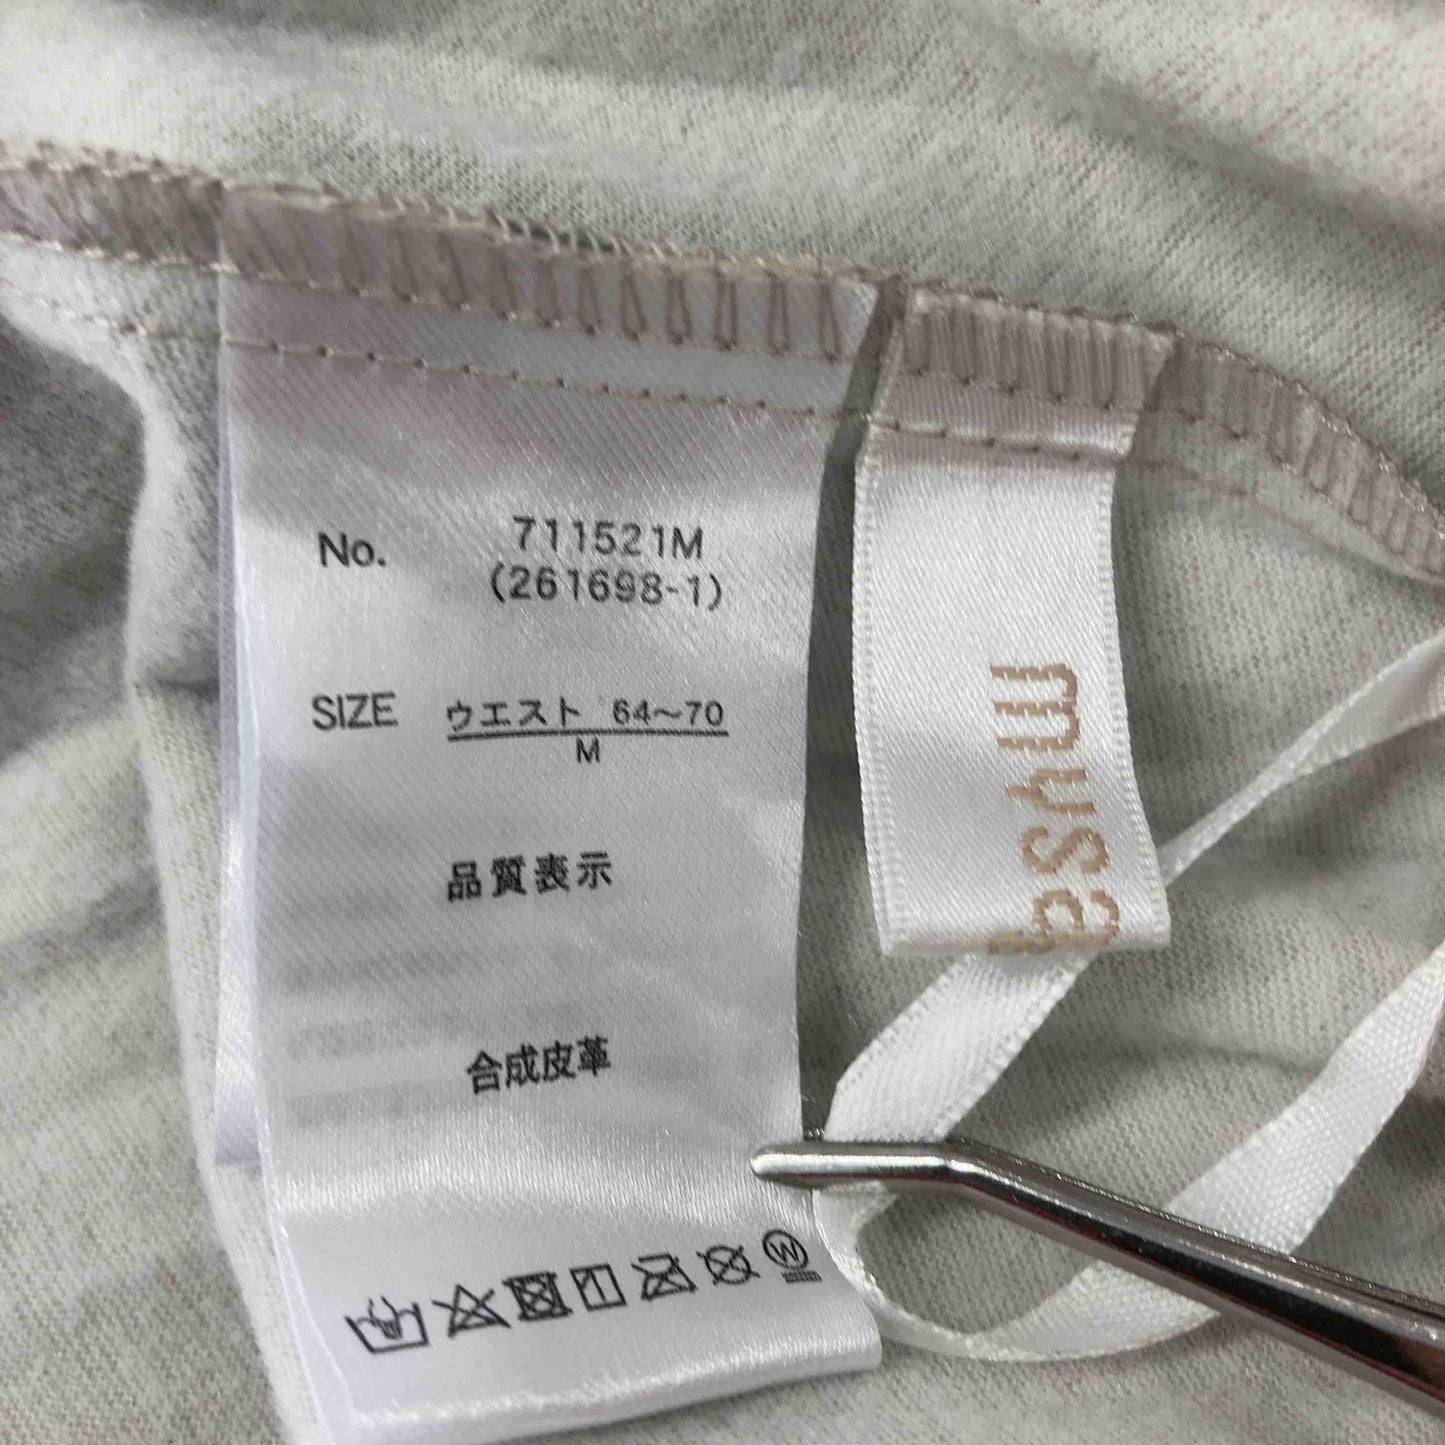 No. 711521M
(261698-1)
SIZE ウエスト 64～70
M
品質表示
合成皮革
W
mysa